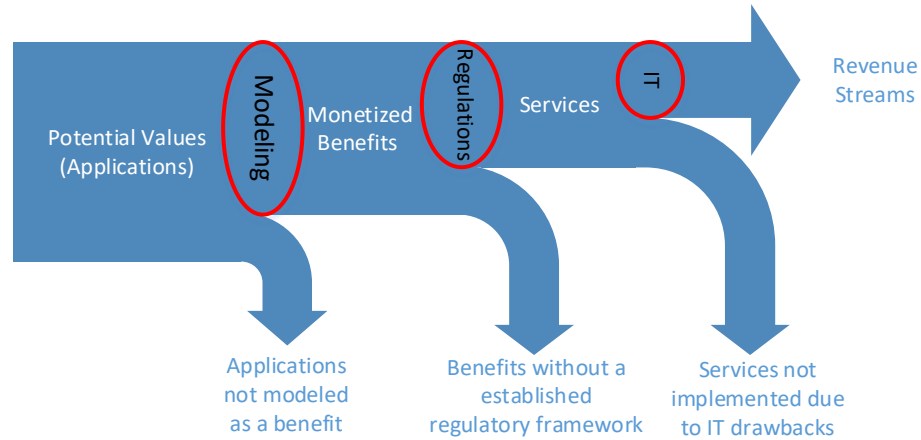 Potential Values
(Applications)
Modeling
Monetized
Benefits
Regulations
Services
IT
Revenue
Streams
Applications
not modeled
as a benefit
Benefits without a
established
regulatory framework
Services not
implemented due
to IT drawbacks